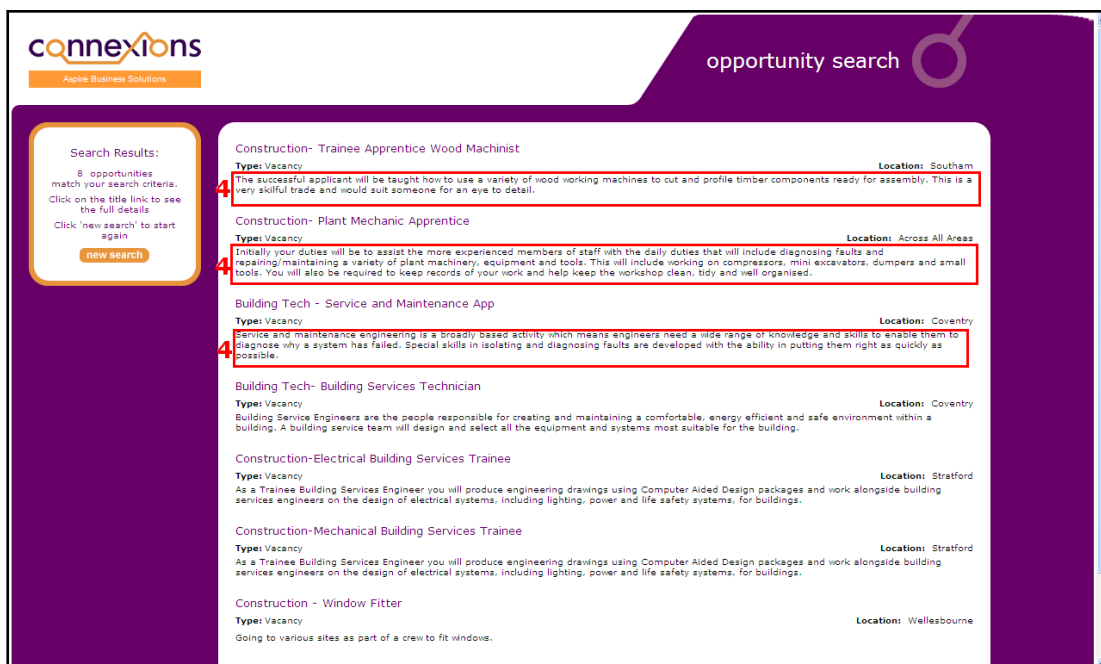 connexions
Aspire Business Solutions
opportunity search
Search Results:
8 opportunities
match your search criteria.
Click on the title link to see
the full details
Click 'new search' to start
again
new search
Construction- Trainee Apprentice Wood Machinist
Type: Vacancy Location: Southam
4
The successful applicant will be taught how to use a variety of wood working machines to cut and profile timber components ready for assembly. This is a
very skilful trade and would suit someone for an eye to detail.
Construction- Plant Mechanic Apprentice
Type: Vacancy Location: Across All Areas
4
Initially your duties will be to assist the more experienced members of staff with the daily duties that will include diagnosing faults and
repairing/maintaining a variety of plant machinery, equipment and tools. This will include working on compressors, mini excavators, dumpers and small
tools. You will also be required to keep records of your work and help keep the workshop clean, tidy and well organised.
Building Tech - Service and Maintenance App
Type: Vacancy Location: Coventry
4
Service and maintenance engineering is a broadly based activity which means engineers need a wide range of knowledge and skills to enable them to
diagnose why a system has failed. Special skills in isolating and diagnosing faults are developed with the ability in putting them right as quickly as
possible.
Building Tech- Building Services Technician
Type: Vacancy Location: Coventry
Building Service Engineers are the people responsible for creating and maintaining a comfortable, energy efficient and safe environment within a
building. A building service team will design and select all the equipment and systems most suitable for the building.
Construction-Electrical Building Services Trainee
Type: Vacancy Location: Stratford
As a Trainee Building Services Engineer you will produce engineering drawings using Computer Aided Design packages and work alongside building
services engineers on the design of electrical systems, including lighting, power and life safety systems, for buildings.
Construction-Mechanical Building Services Trainee
Type: Vacancy Location: Stratford
As a Trainee Building Services Engineer you will produce engineering drawings using Computer Aided Design packages and work alongside building
services engineers on the design of electrical systems, including lighting, power and life safety systems, for buildings.
Construction - Window Fitter
Type: Vacancy Location: Wellesbourne
Going to various sites as part of a crew to fit windows.